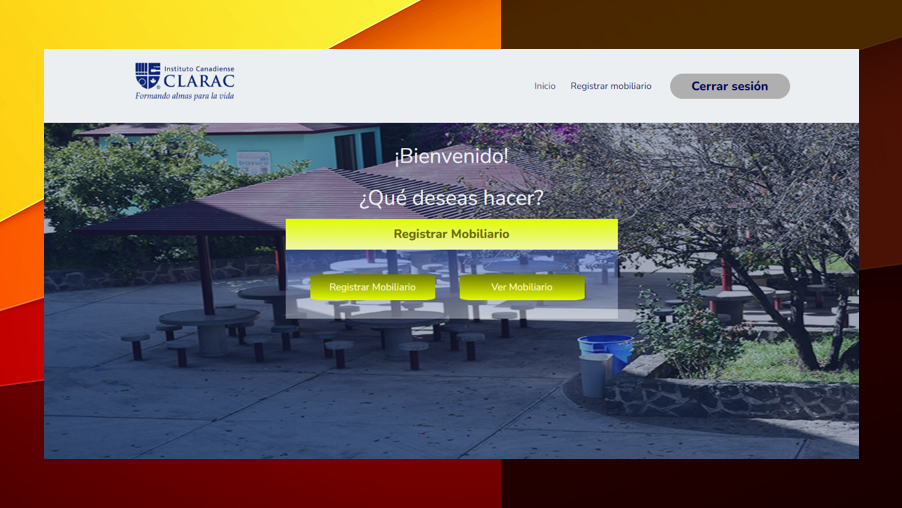 Instituto Canadiense
CLARAC
Formando almas para la vida
Inicio
Registrar mobiliario
Cerrar sesión
¡Bienvenido!
¿Qué deseas hacer?
Registrar Mobiliario
Registrar Mobiliario
Ver Mobiliario